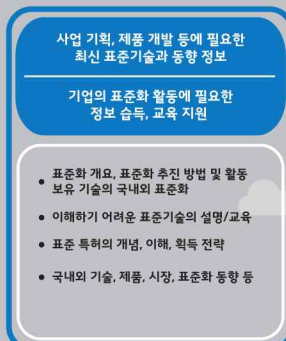 사업 기획, 제품 개발 등에 필요한
최신 표준기술과 동향 정보
기업의 표준화 활동에 필요한
정보 습득, 교육 지원
● 표준화 개요, 표준화 추진 방법 및 활동
보유 기술의 국내외 표준화
● 이해하기 어려운 표준기술의 설명/교육
● 표준 특허의 개념, 이해, 획득 전략
● 국내외 기술, 제품, 시장, 표준화 동향 등